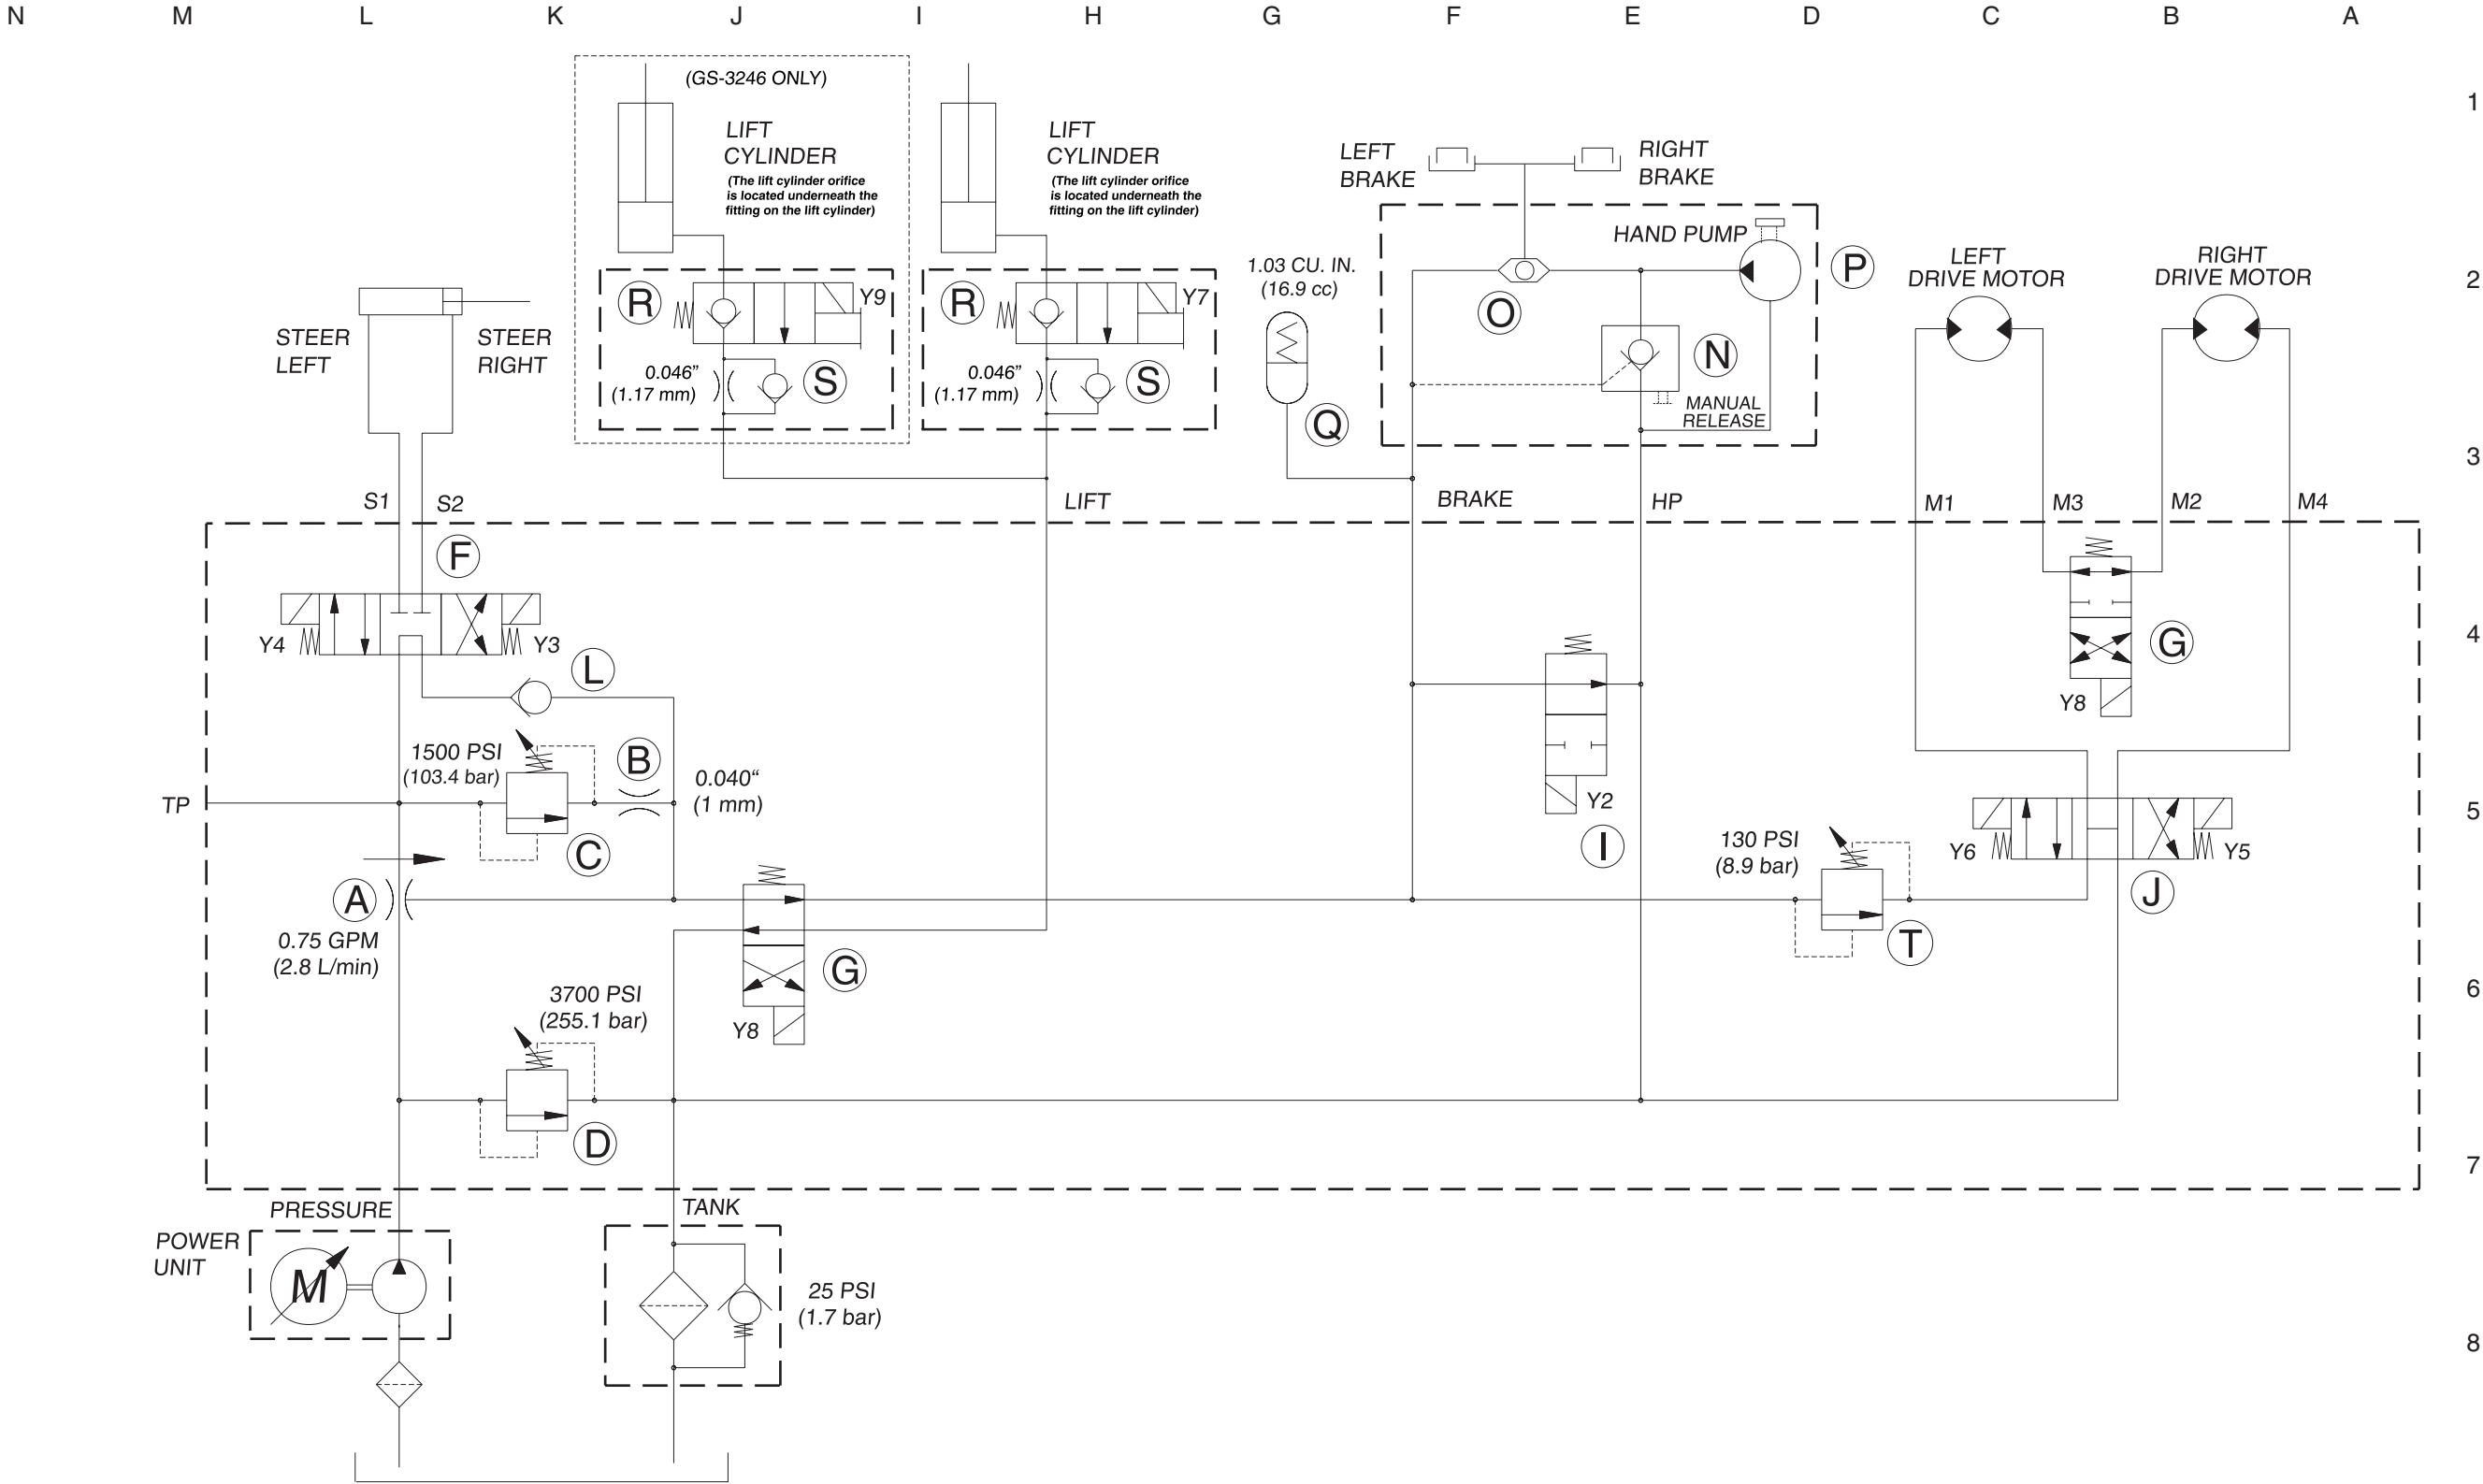 N M L K J I H G F E D C B A
1
2
3
4
5
6
7
8
(GS-3246 ONLY)
LIFT
CYLINDER
(The lift cylinder orifice
is located underneath the
fitting on the lift cylinder)
R
Y9
0.046”
(1.17 mm)
S
LIFT
CYLINDER
(The lift cylinder orifice
is located underneath the
fitting on the lift cylinder)
R
Y7
0.046”
(1.17 mm)
S
LEFT
BRAKE
RIGHT
BRAKE
HAND PUMP
P
O
N
MANUAL
RELEASE
1.03 CU. IN.
(16.9 cc)
Q
LEFT
DRIVE MOTOR
RIGHT
DRIVE MOTOR
STEER
LEFT
STEER
RIGHT
S1
S2
LIFT
BRAKE
HP
M1
M3
M2
M4
F
Y4
Y3
L
G
Y8
1500 PSI
(103.4 bar)
B
0.040“
(1 mm)
TP
C
Y2
I
130 PSI
(8.9 bar)
T
Y6
Y5
J
A
0.75 GPM
(2.8 L/min)
G
Y8
3700 PSI
(255.1 bar)
D
PRESSURE
TANK
POWER
UNIT
M
25 PSI
(1.7 bar)